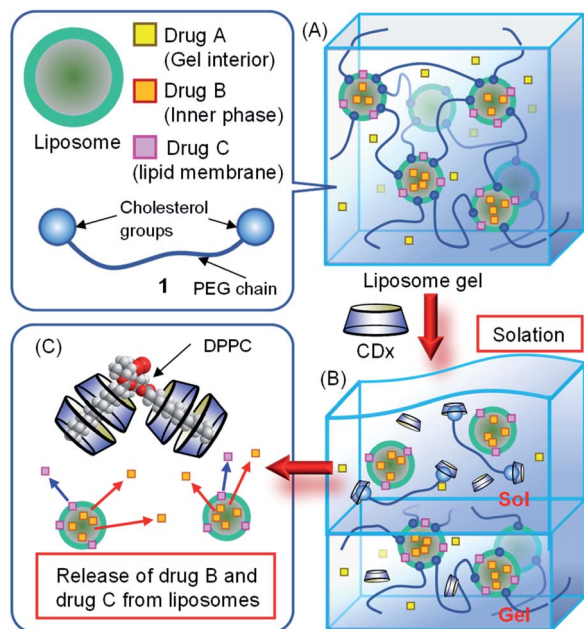 Liposome
Drug A
(Gel interior)
Drug B
(Inner phase)
Drug C
(lipid membrane)
Cholesterol
groups
1
PEG chain
(A)
Liposome gel
CDx
Solation
(B)
Sol
Gel
(C)
DPPC
Release of drug B and
drug C from liposomes